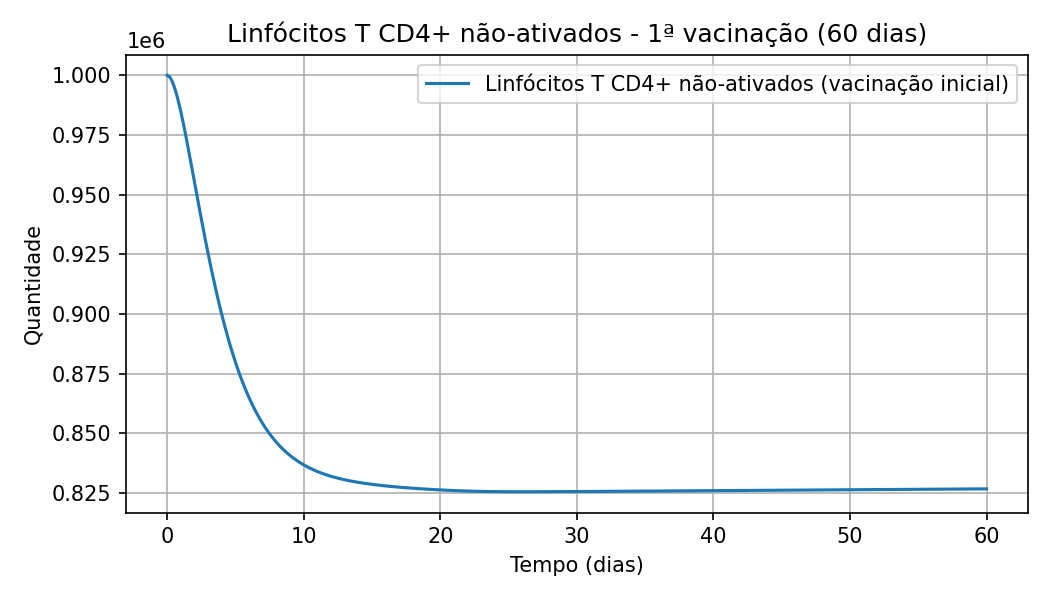 Linfócitos T CD4+ não-ativados - 1ª vacinação (60 dias)
1e6
Linfócitos T CD4+ não-ativados (vacinação inicial)
1.000
0.975
0.950
0.925
0.900
0.875
0.850
0.825
Quantidade
0 10 20 30 40 50 60
Tempo (dias)